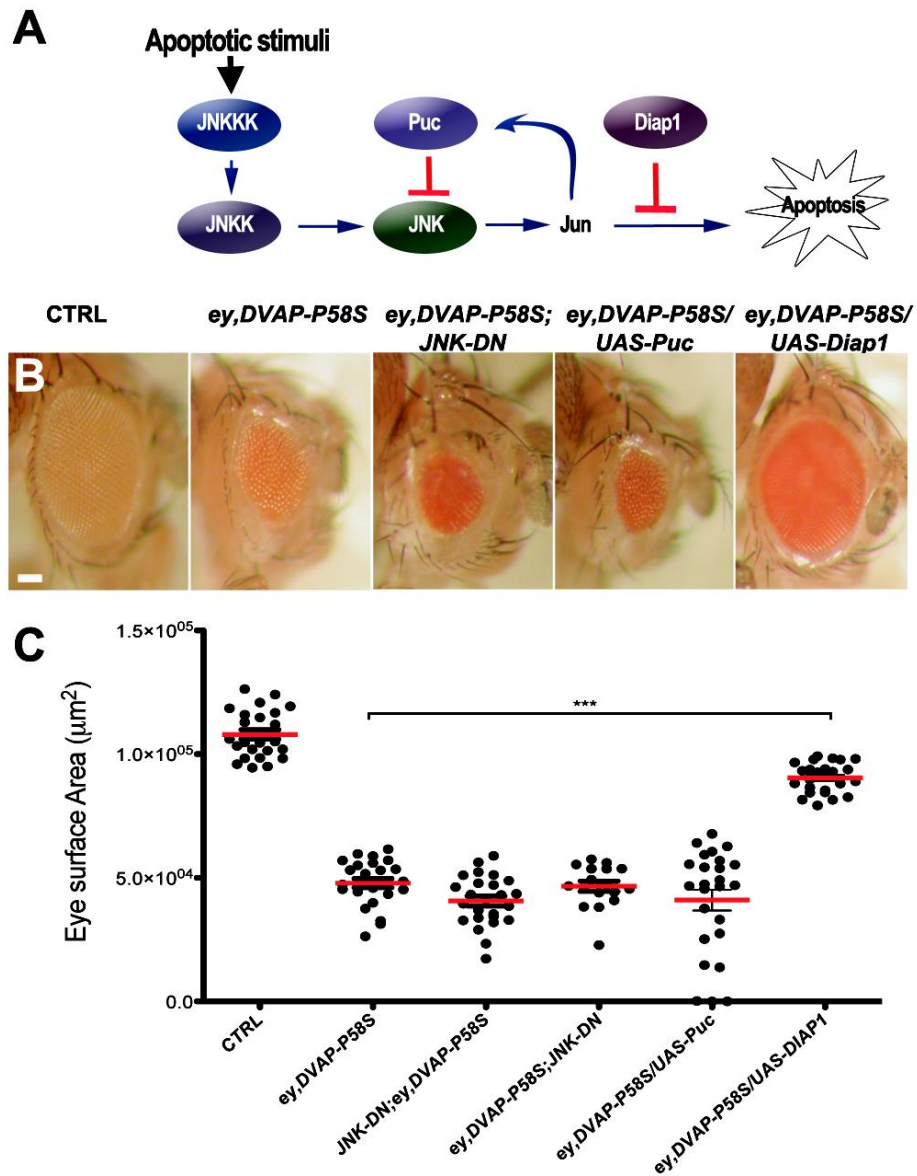 A
Apoptotic stimuli
JNKKK
Puc
Diap1
JNKK
JNK
Jun
Apoptosis
CTRL
ey,DVAP-P58S
ey,DVAP-P58S;
JNK-DN
ey,DVAP-P58S/
UAS-Puc
ey,DVAP-P58S/
UAS-Diap1
B
C
Eye surface Area (μm²)
1.5×10⁰⁵
1.0×10⁰⁵
5.0×10⁰⁴
0.0
***
CTRL
ey,DVAP-P58S
JNK-DN;ey,DVAP-P58S
ey,DVAP-P58S;JNK-DN
ey,DVAP-P58S/UAS-Puc
ey,DVAP-P58S/UAS-DIAP1